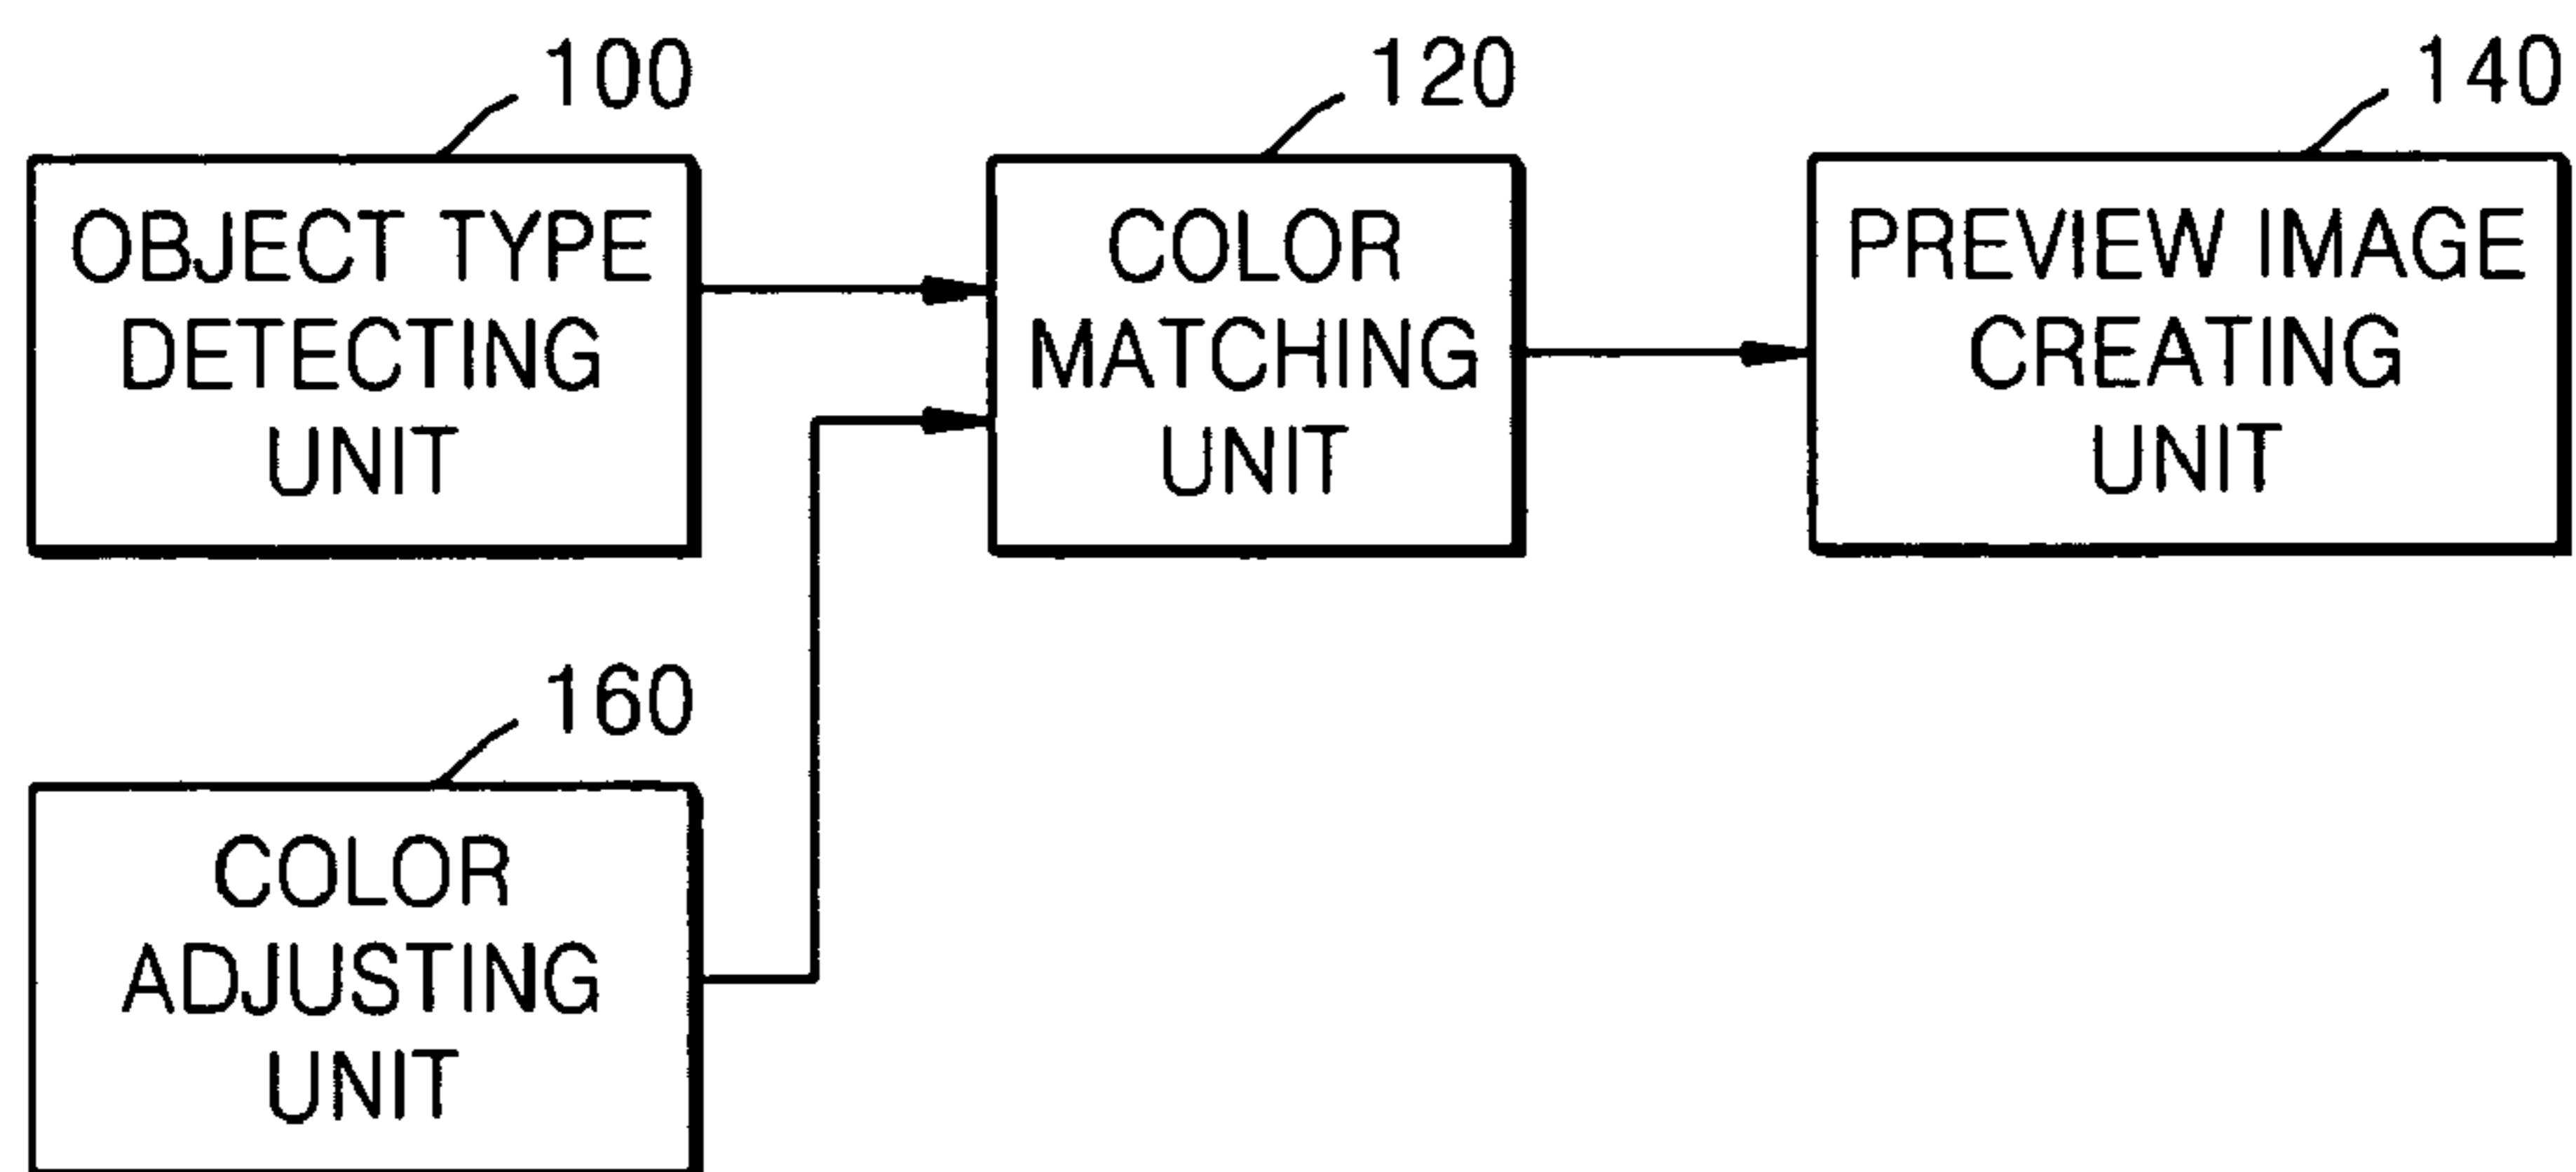 100
OBJECT TYPE
DETECTING
UNIT
120
COLOR
MATCHING
UNIT
140
PREVIEW IMAGE
CREATING
UNIT
160
COLOR
ADJUSTING
UNIT